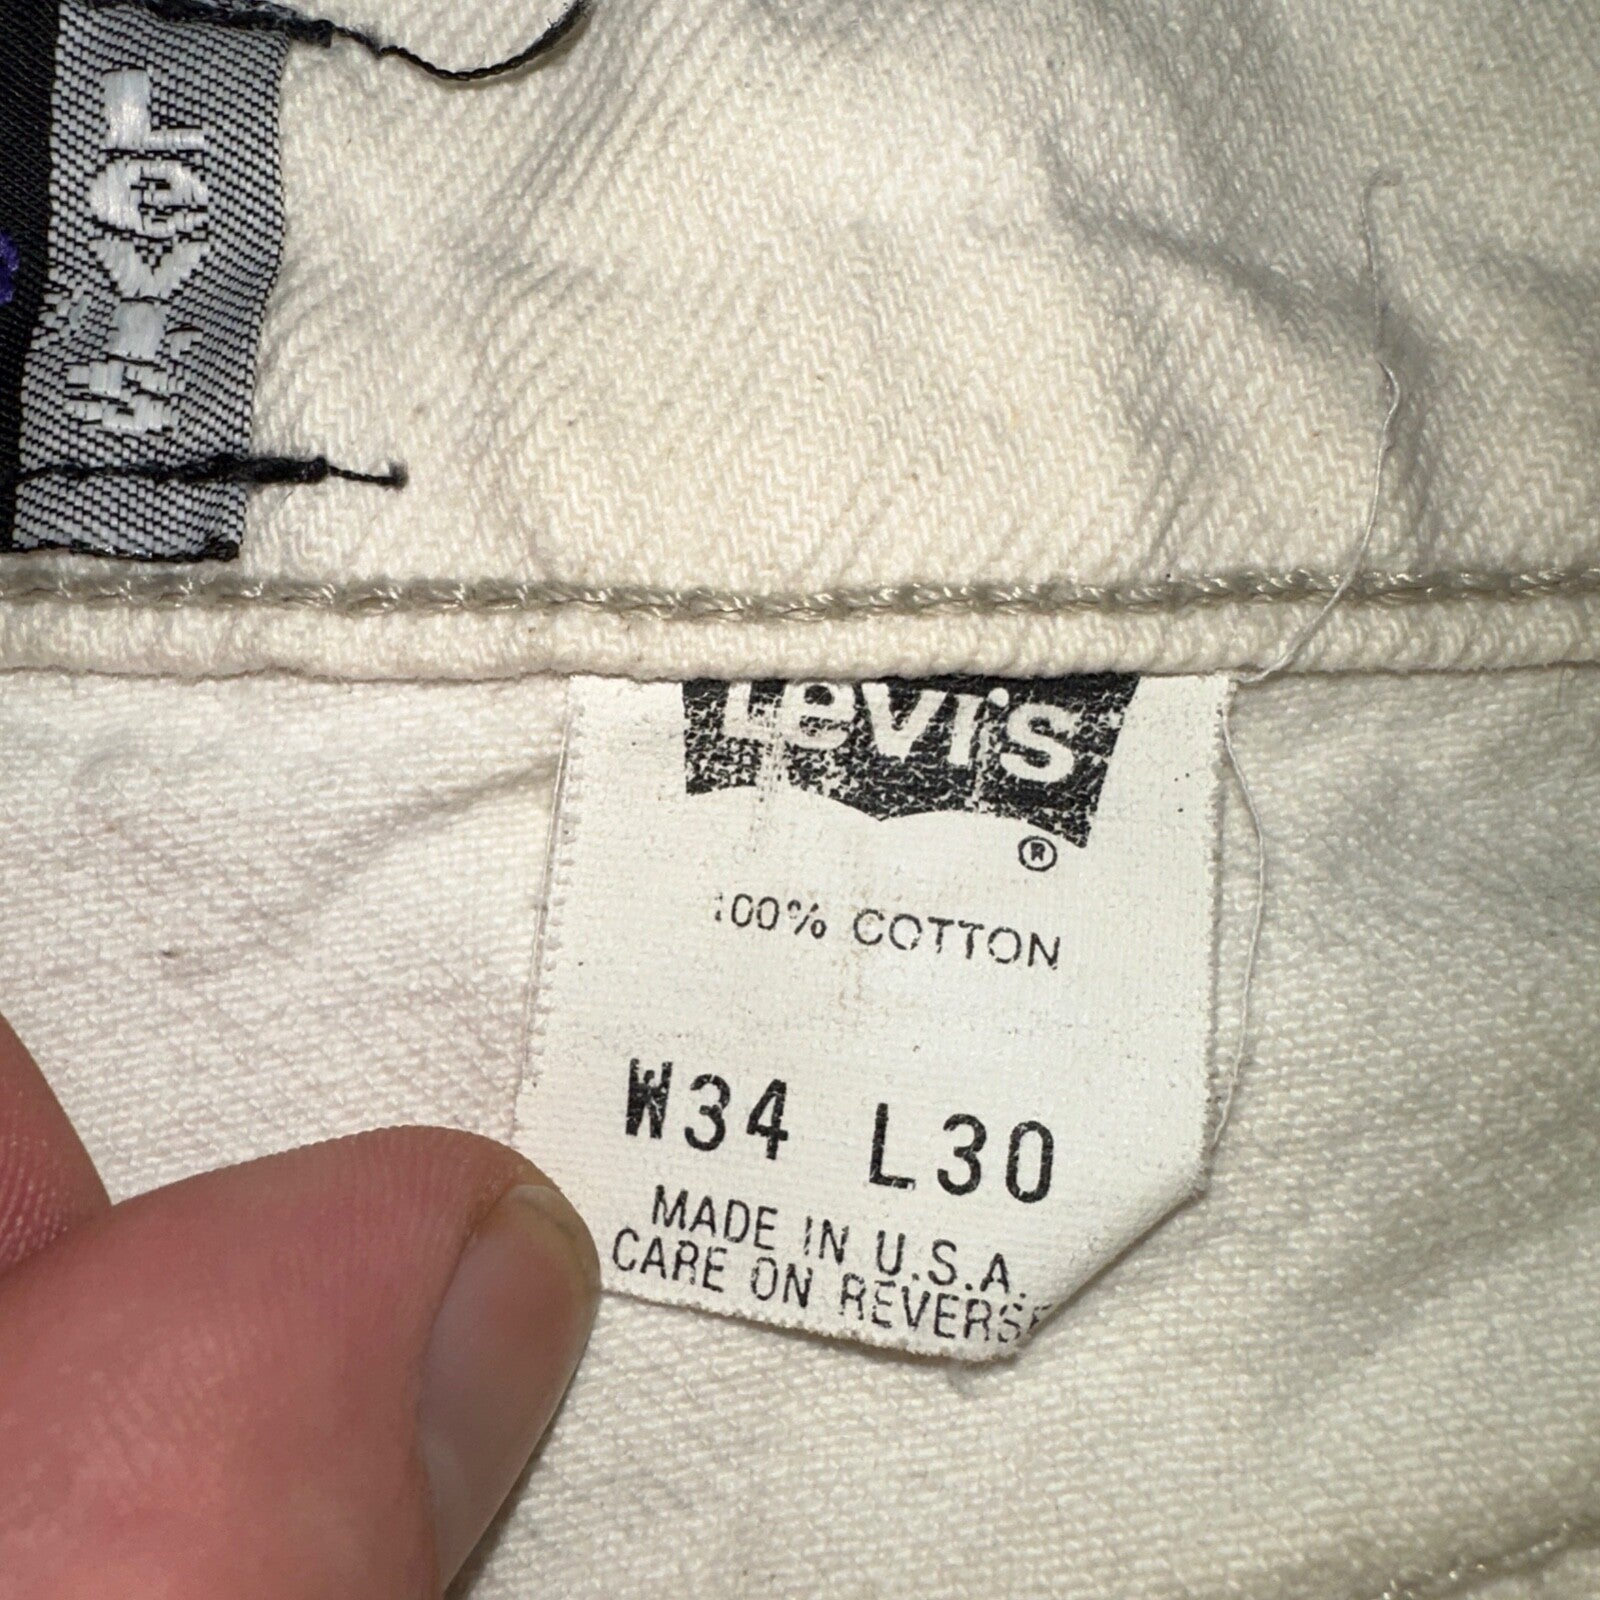 Levi's
Levi's
®
100% COTTON
W34 L30
MADE IN U.S.A.
CARE ON REVERSE